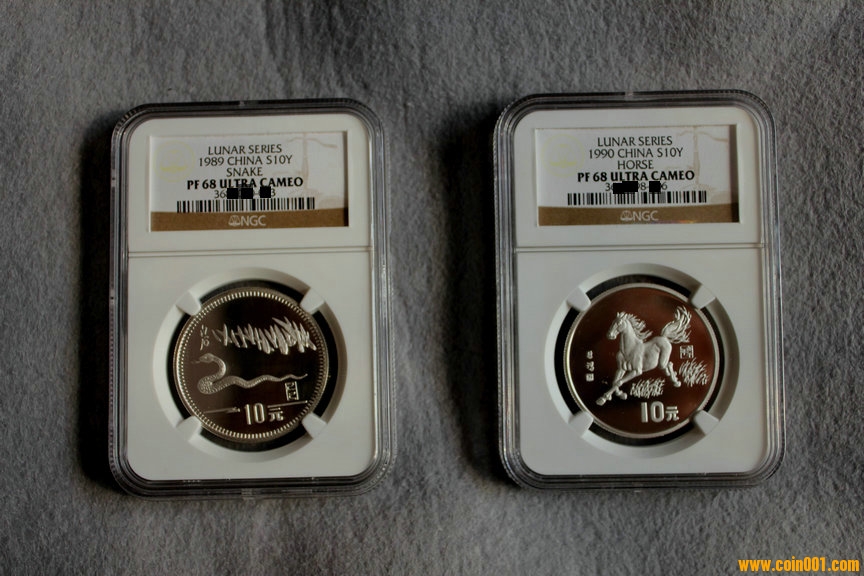 LUNAR SERIES
1989 CHINA S10Y
SNAKE
PF 68 ULTRA CAMEO
NGC
10元
LUNAR SERIES
1990 CHINA S10Y
HORSE
PF 68 ULTRA CAMEO
NGC
10元
www.coin001.com